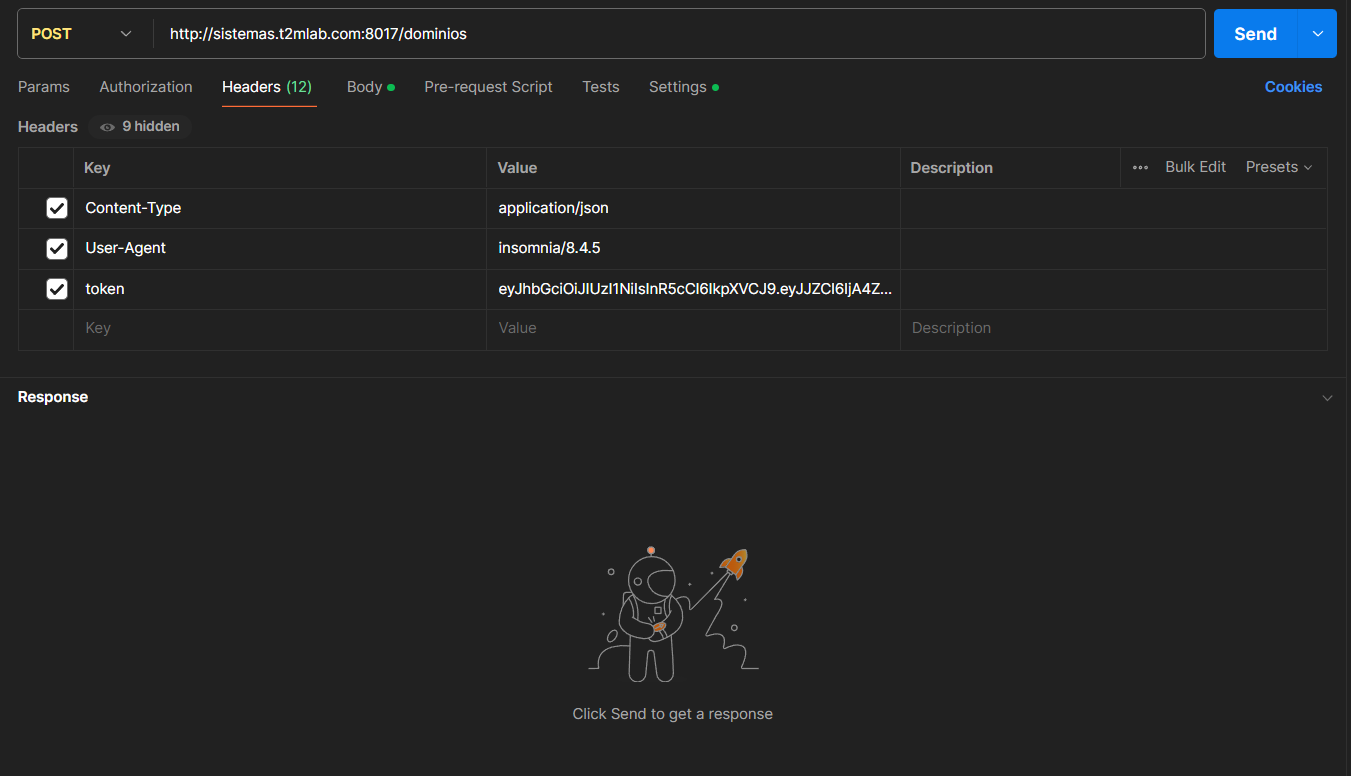 POST http://sistemas.t2mlab.com:8017/dominios Send
Params Authorization Headers (12) Body Pre-request Script Tests Settings Cookies
Headers 9 hidden
Key Value Description Bulk Edit Presets
Content-Type application/json
User-Agent insomnia/8.4.5
token eyJhbGciOiJIUzI1NiIsInR5cCI6IkpXVCJ9.eyJJZCI6IjA4Z...
Key Value Description
Response
Click Send to get a response